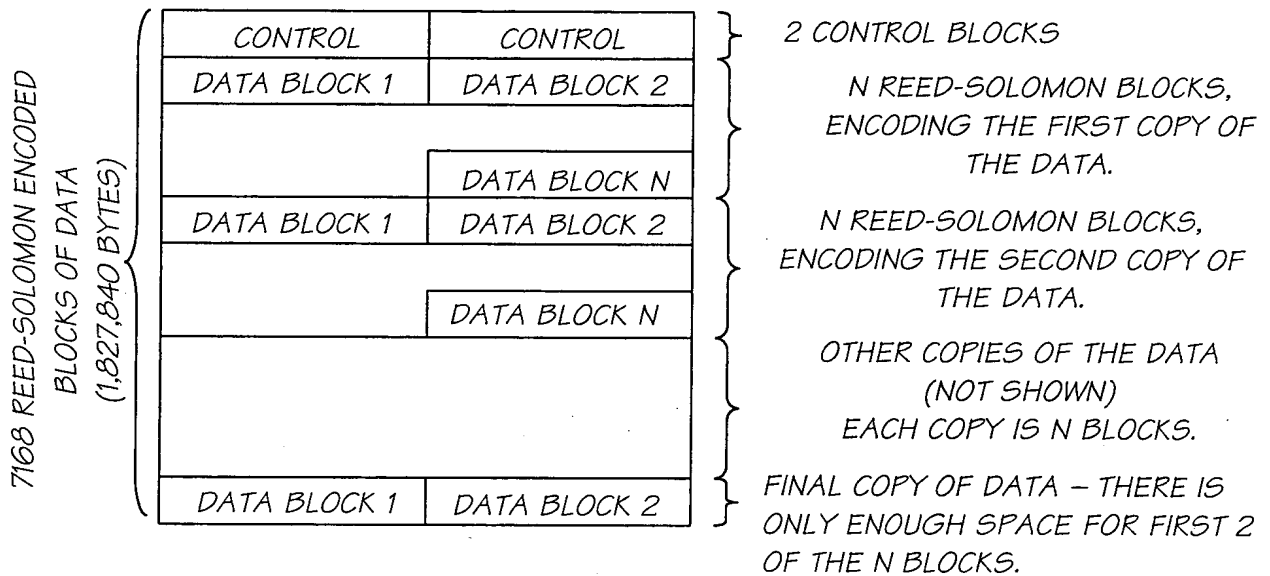 7168 REED-SOLOMON ENCODED
BLOCKS OF DATA
(1,827,840 BYTES)
CONTROL CONTROL
2 CONTROL BLOCKS
DATA BLOCK 1 DATA BLOCK 2
DATA BLOCK N
N REED-SOLOMON BLOCKS,
ENCODING THE FIRST COPY OF
THE DATA.
DATA BLOCK 1 DATA BLOCK 2
DATA BLOCK N
N REED-SOLOMON BLOCKS,
ENCODING THE SECOND COPY OF
THE DATA.
OTHER COPIES OF THE DATA
(NOT SHOWN)
EACH COPY IS N BLOCKS.
DATA BLOCK 1 DATA BLOCK 2
FINAL COPY OF DATA – THERE IS
ONLY ENOUGH SPACE FOR FIRST 2
OF THE N BLOCKS.